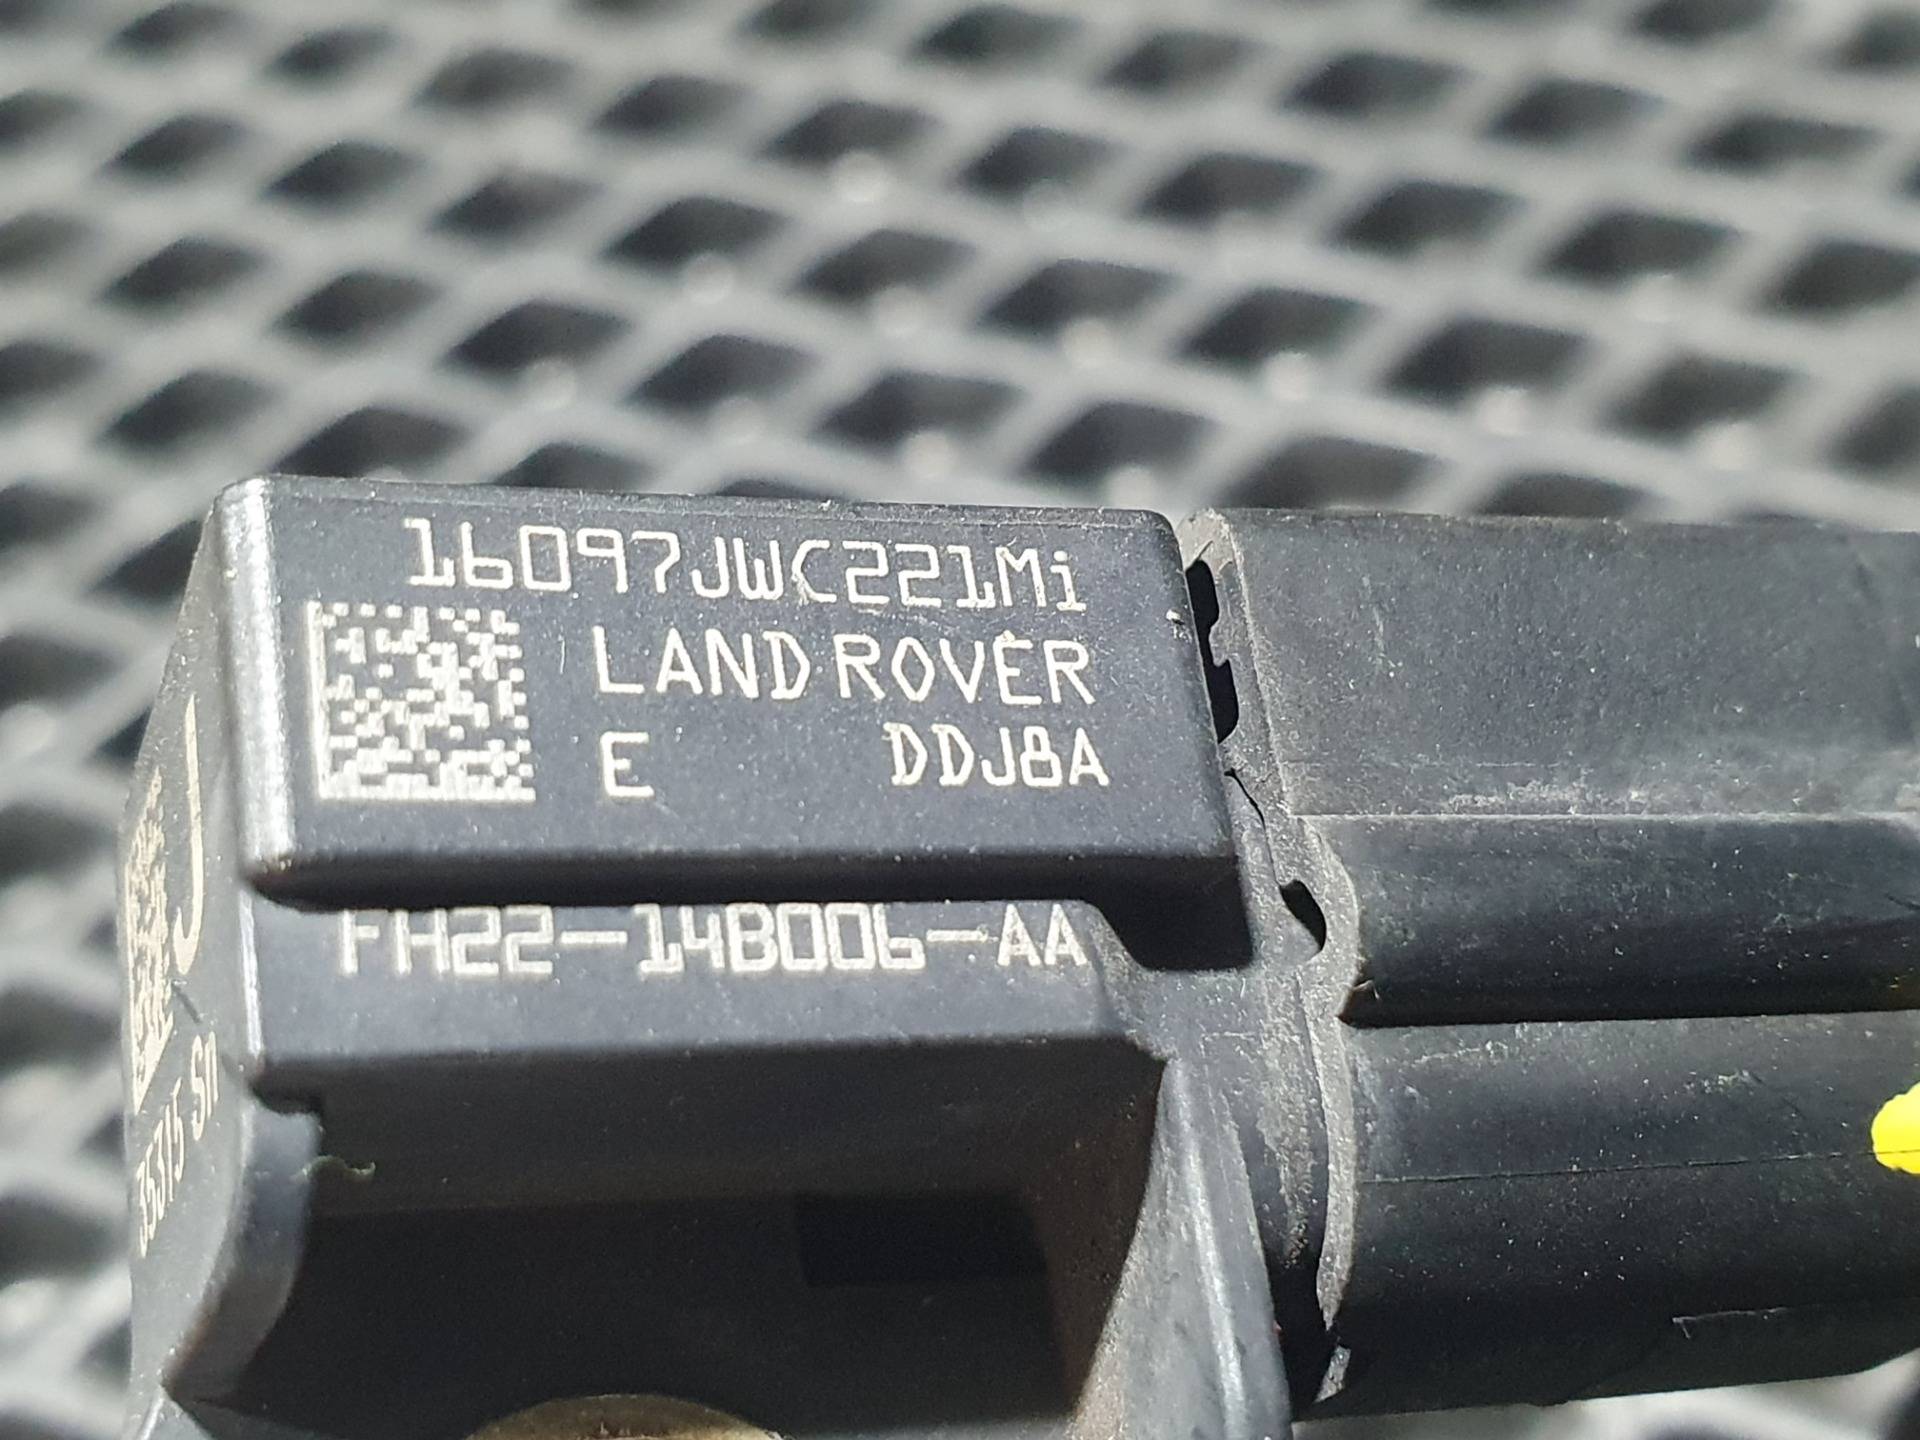 16097JWC221Mi
LAND ROVER
E DDJ8A
FH22-14B006-AA
J